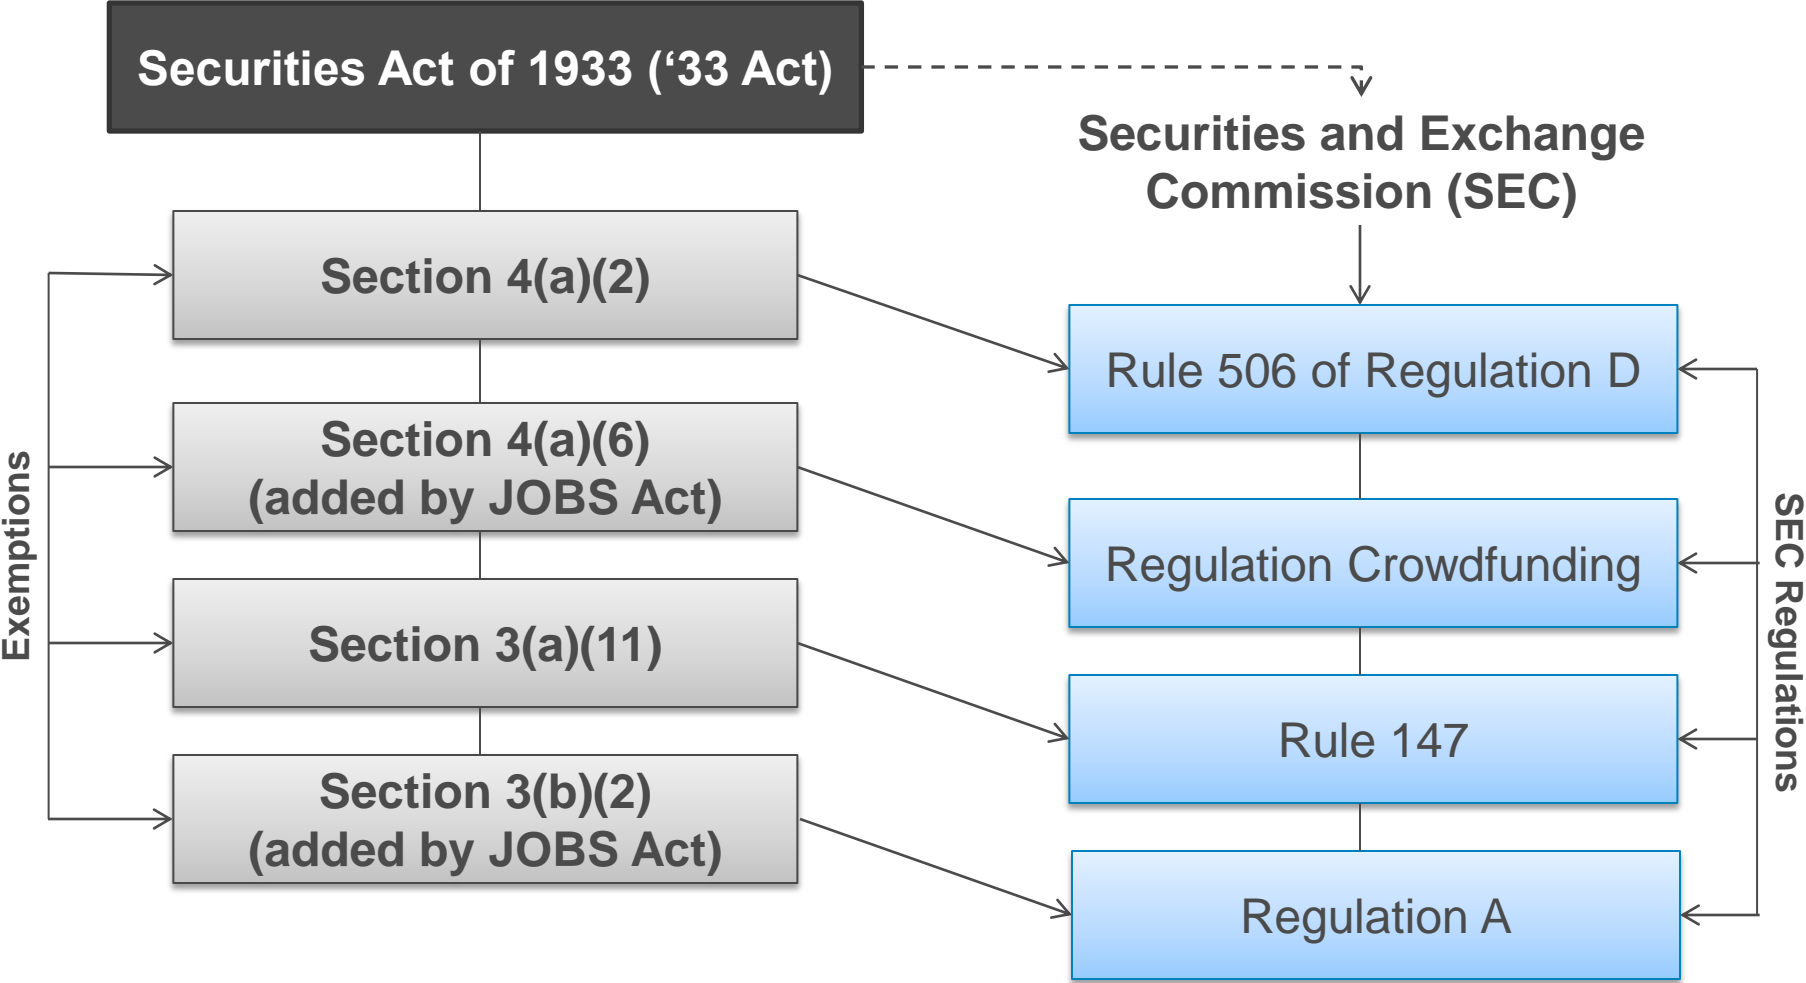 Securities Act of 1933 (‘33 Act)
Securities and Exchange
Commission (SEC)
Exemptions
Section 4(a)(2)
Section 4(a)(6)
(added by JOBS Act)
Section 3(a)(11)
Section 3(b)(2)
(added by JOBS Act)
Rule 506 of Regulation D
Regulation Crowdfunding
Rule 147
Regulation A
SEC Regulations